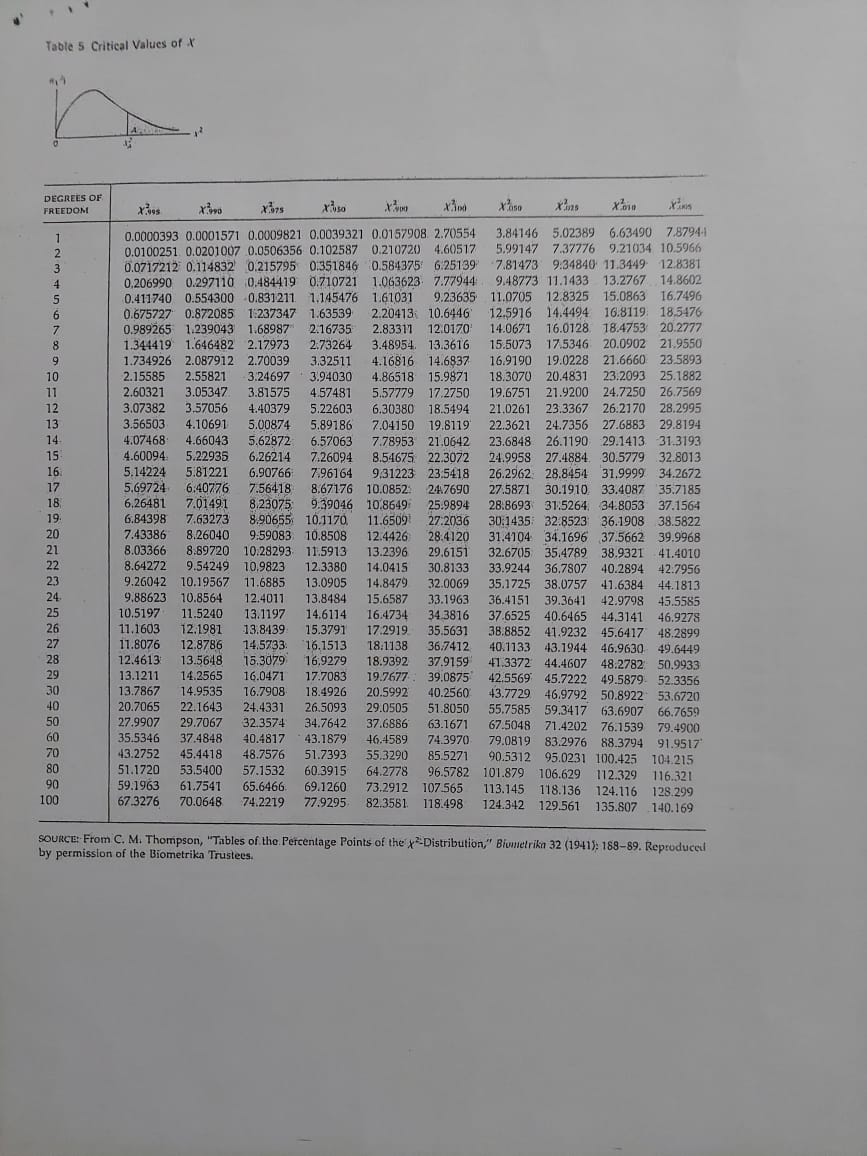 Table 5 Critical Values of X
A
x²
0
DEGREES OF
FREEDOM X².995 X².990 X².975 X².950 X².900 X².100 X².050 X².025 X².010 X².005
1 0.0000393 0.0001571 0.0009821 0.0039321 0.0157908 2.70554 3.84146 5.02389 6.63490 7.87944
2 0.0100251 0.0201007 0.0506356 0.102587 0.210720 4.60517 5.99147 7.37776 9.21034 10.5966
3 0.0717212 0.114832 0.215795 0.351846 0.584375 6.25139 7.81473 9.34840 11.3449 12.8381
4 0.206990 0.297110 0.484419 0.710721 1.063623 7.77944 9.48773 11.1433 13.2767 14.8602
5 0.411740 0.554300 0.831211 1.145476 1.61031 9.23635 11.0705 12.8325 15.0863 16.7496
6 0.675727 0.872085 1.237347 1.63539 2.20413 10.6446 12.5916 14.4494 16.8119 18.5476
7 0.989265 1.239043 1.68987 2.16735 2.83311 12.0170 14.0671 16.0128 18.4753 20.2777
8 1.344419 1.646482 2.17973 2.73264 3.48954 13.3616 15.5073 17.5346 20.0902 21.9550
9 1.734926 2.087912 2.70039 3.32511 4.16816 14.6837 16.9190 19.0228 21.6660 23.5893
10 2.15585 2.55821 3.24697 3.94030 4.86518 15.9871 18.3070 20.4831 23.2093 25.1882
11 2.60321 3.05347 3.81575 4.57481 5.57779 17.2750 19.6751 21.9200 24.7250 26.7569
12 3.07382 3.57056 4.40379 5.22603 6.30380 18.5494 21.0261 23.3367 26.2170 28.2995
13 3.56503 4.10691 5.00874 5.89186 7.04150 19.8119 22.3621 24.7356 27.6883 29.8194
14 4.07468 4.66043 5.62872 6.57063 7.78953 21.0642 23.6848 26.1190 29.1413 31.3193
15 4.60094 5.22935 6.26214 7.26094 8.54675 22.3072 24.9958 27.4884 30.5779 32.8013
16 5.14224 5.81221 6.90766 7.96164 9.31223 23.5418 26.2962 28.8454 31.9999 34.2672
17 5.69724 6.40776 7.56418 8.67176 10.0852 24.7690 27.5871 30.1910 33.4087 35.7185
18 6.26481 7.01491 8.23075 9.39046 10.8649 25.9894 28.8693 31.5264 34.8053 37.1564
19 6.84398 7.63273 8.90655 10.1170 11.6509 27.2036 30.1435 32.8523 36.1908 38.5822
20 7.43386 8.26040 9.59083 10.8508 12.4426 28.4120 31.4104 34.1696 37.5662 39.9968
21 8.03366 8.89720 10.28293 11.5913 13.2396 29.6151 32.6705 35.4789 38.9321 41.4010
22 8.64272 9.54249 10.9823 12.3380 14.0415 30.8133 33.9244 36.7807 40.2894 42.7956
23 9.26042 10.19567 11.6885 13.0905 14.8479 32.0069 35.1725 38.0757 41.6384 44.1813
24 9.88623 10.8564 12.4011 13.8484 15.6587 33.1963 36.4151 39.3641 42.9798 45.5585
25 10.5197 11.5240 13.1197 14.6114 16.4734 34.3816 37.6525 40.6465 44.3141 46.9278
26 11.1603 12.1981 13.8439 15.3791 17.2919 35.5631 38.8852 41.9232 45.6417 48.2899
27 11.8076 12.8786 14.5733 16.1513 18.1138 36.7412 40.1133 43.1944 46.9630 49.6449
28 12.4613 13.5648 15.3079 16.9279 18.9392 37.9159 41.3372 44.4607 48.2782 50.9933
29 13.1211 14.2565 16.0471 17.7083 19.7677 39.0875 42.5569 45.7222 49.5879 52.3356
30 13.7867 14.9535 16.7908 18.4926 20.5992 40.2560 43.7729 46.9792 50.8922 53.6720
40 20.7065 22.1643 24.4331 26.5093 29.0505 51.8050 55.7585 59.3417 63.6907 66.7659
50 27.9907 29.7067 32.3574 34.7642 37.6886 63.1671 67.5048 71.4202 76.1539 79.4900
60 35.5346 37.4848 40.4817 43.1879 46.4589 74.3970 79.0819 83.2976 88.3794 91.9517
70 43.2752 45.4418 48.7576 51.7393 55.3290 85.5271 90.5312 95.0231 100.425 104.215
80 51.1720 53.5400 57.1532 60.3915 64.2778 96.5782 101.879 106.629 112.329 116.321
90 59.1963 61.7541 65.6466 69.1260 73.2912 107.565 113.145 118.136 124.116 128.299
100 67.3276 70.0648 74.2219 77.9295 82.3581 118.498 124.342 129.561 135.807 140.169
SOURCE: From C. M. Thompson, "Tables of the Percentage Points of the χ²-Distribution," Biometrika 32 (1941): 188–89. Reproduced
by permission of the Biometrika Trustees.